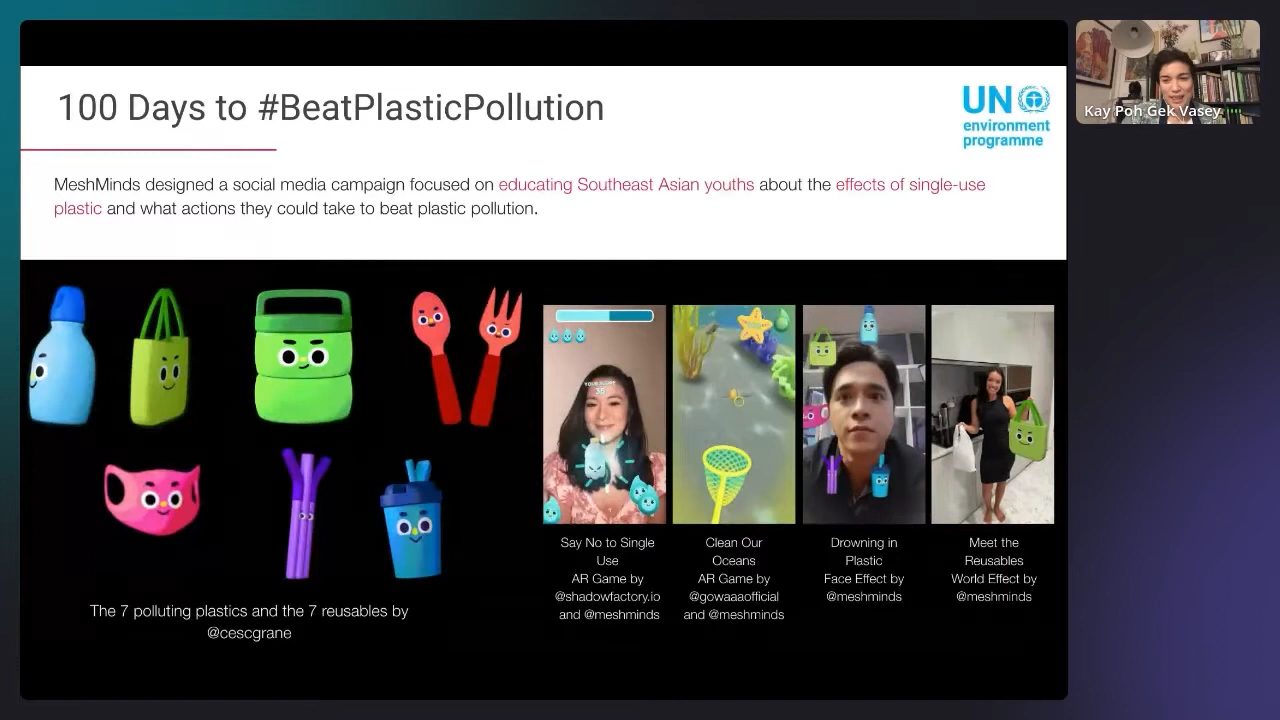 100 Days to #BeatPlasticPollution
UN
environment
programme
MeshMinds designed a social media campaign focused on educating Southeast Asian youths about the effects of single-use
plastic and what actions they could take to beat plastic pollution.
Kay Poh Gek Vasey
The 7 polluting plastics and the 7 reusables by
@cescgrane
Say No to Single
Use
AR Game by
@shadowfactory.io
and @meshminds
Clean Our
Oceans
AR Game by
@gowaaaofficial
and @meshminds
Drowning in
Plastic
Face Effect by
@meshminds
Meet the
Reusables
World Effect by
@meshminds